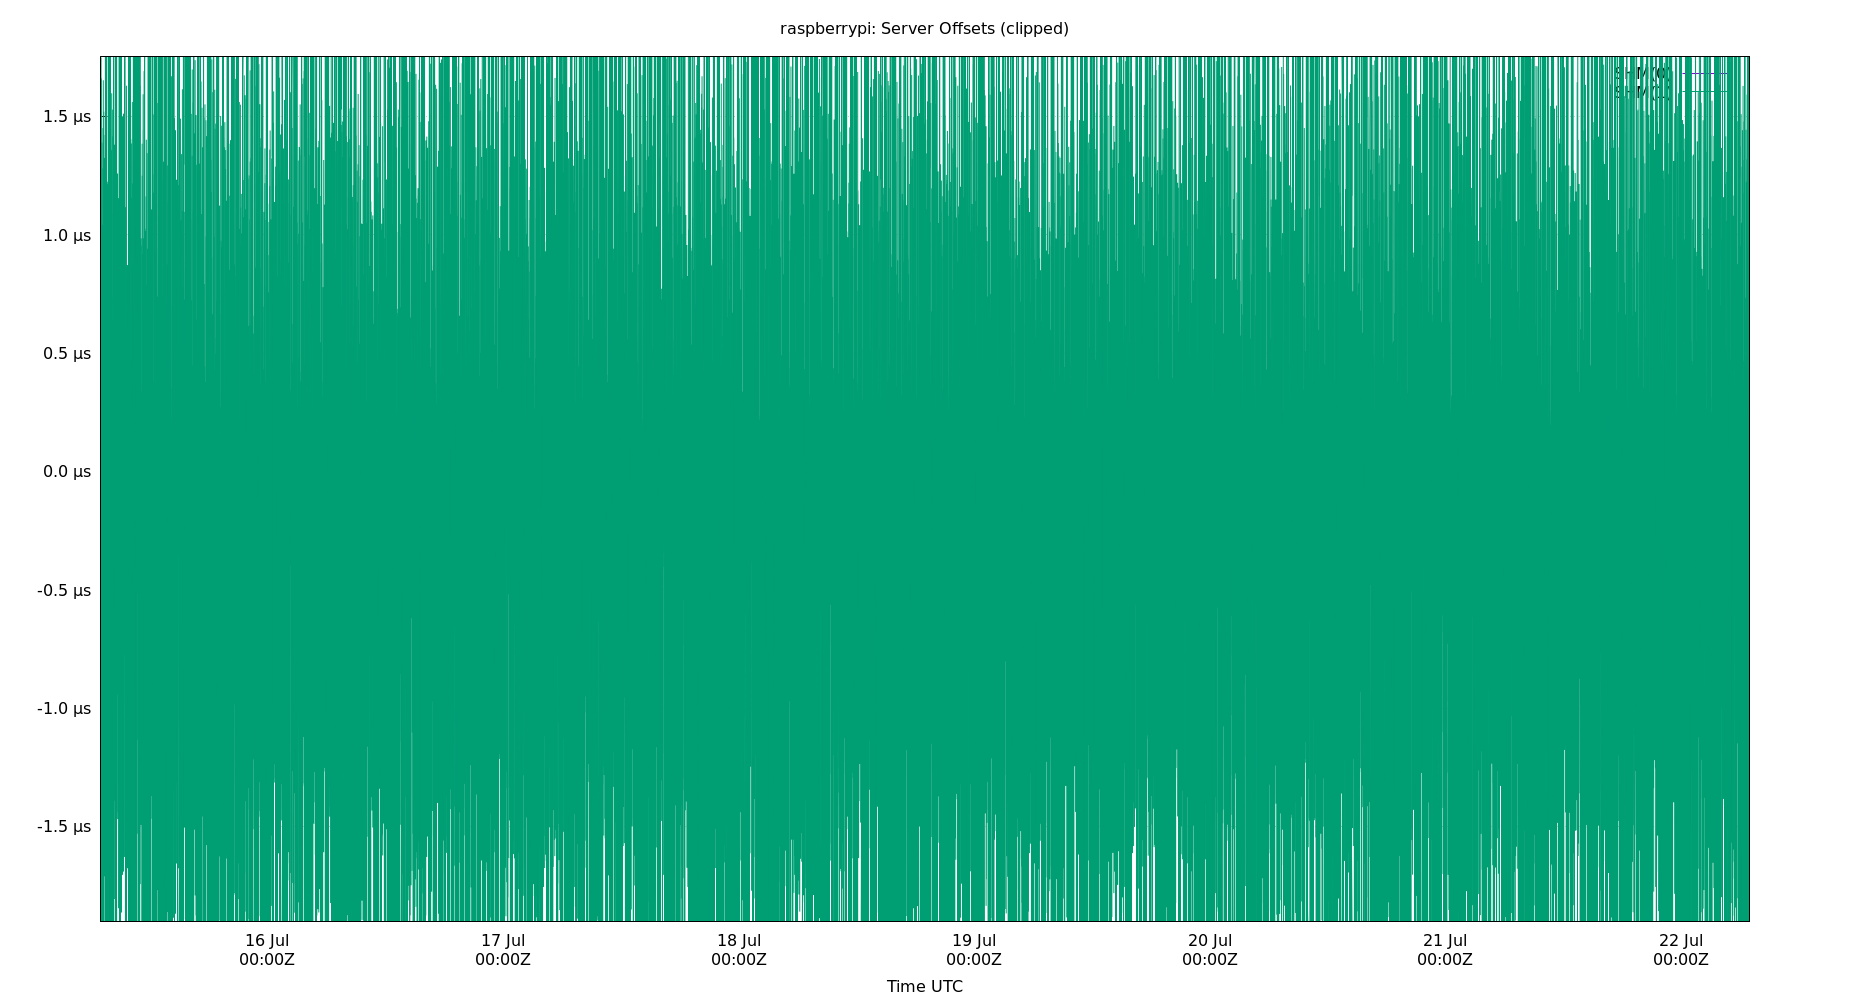 raspberrypi: Server Offsets (clipped)
SHM(0)
1.5 µs
1.0 µs
0.5 µs
0.0 µs
-0.5 µs
-1.0 µs
-1.5 µs
16 Jul
00:00Z
17 Jul
00:00Z
18 Jul
00:00Z
19 Jul
00:00Z
20 Jul
00:00Z
21 Jul
00:00Z
22 Jul
00:00Z
Time UTC